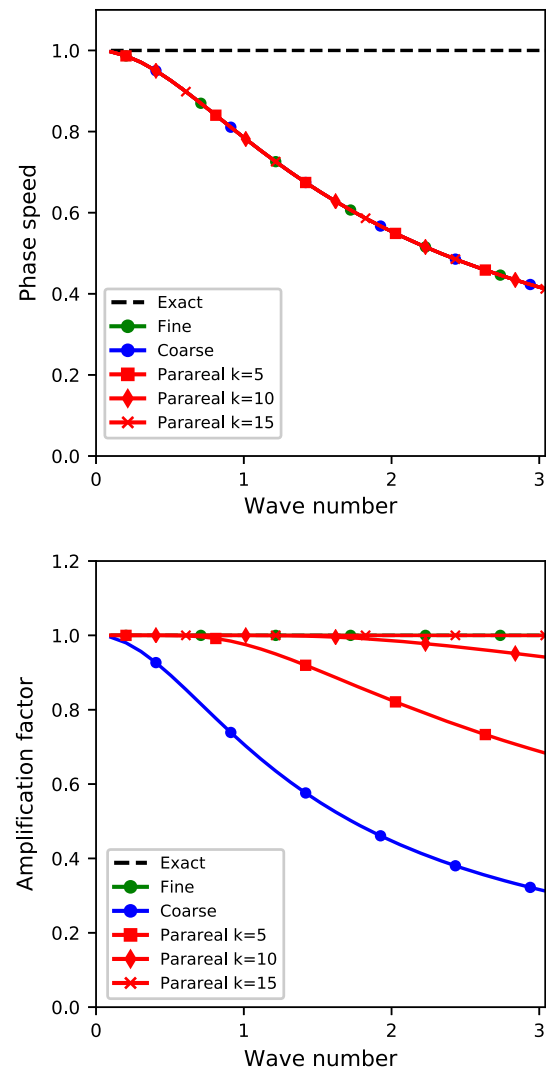 1.0
0.8
0.6
0.4
0.2
0.0
Phase speed
Exact
Fine
Coarse
Parareal k=5
Parareal k=10
Parareal k=15
0
1
2
3
Wave number
1.2
1.0
0.8
0.6
0.4
0.2
0.0
Amplification factor
Exact
Fine
Coarse
Parareal k=5
Parareal k=10
Parareal k=15
0
1
2
3
Wave number